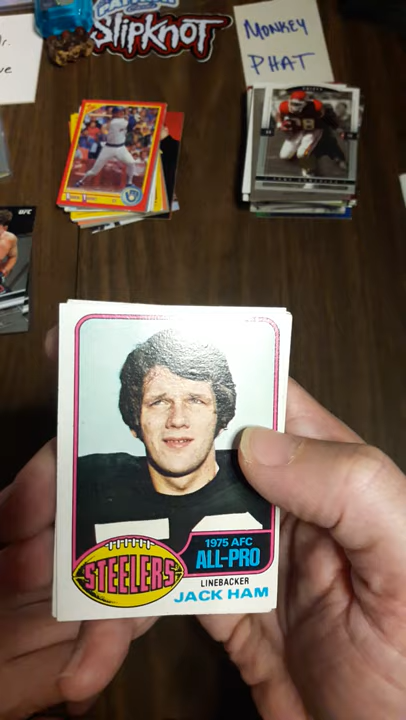 SLIPKNOT
MONKEY
PHAT
UFC
1975 AFC
ALL-PRO
STEELERS
LINEBACKER
JACK HAM